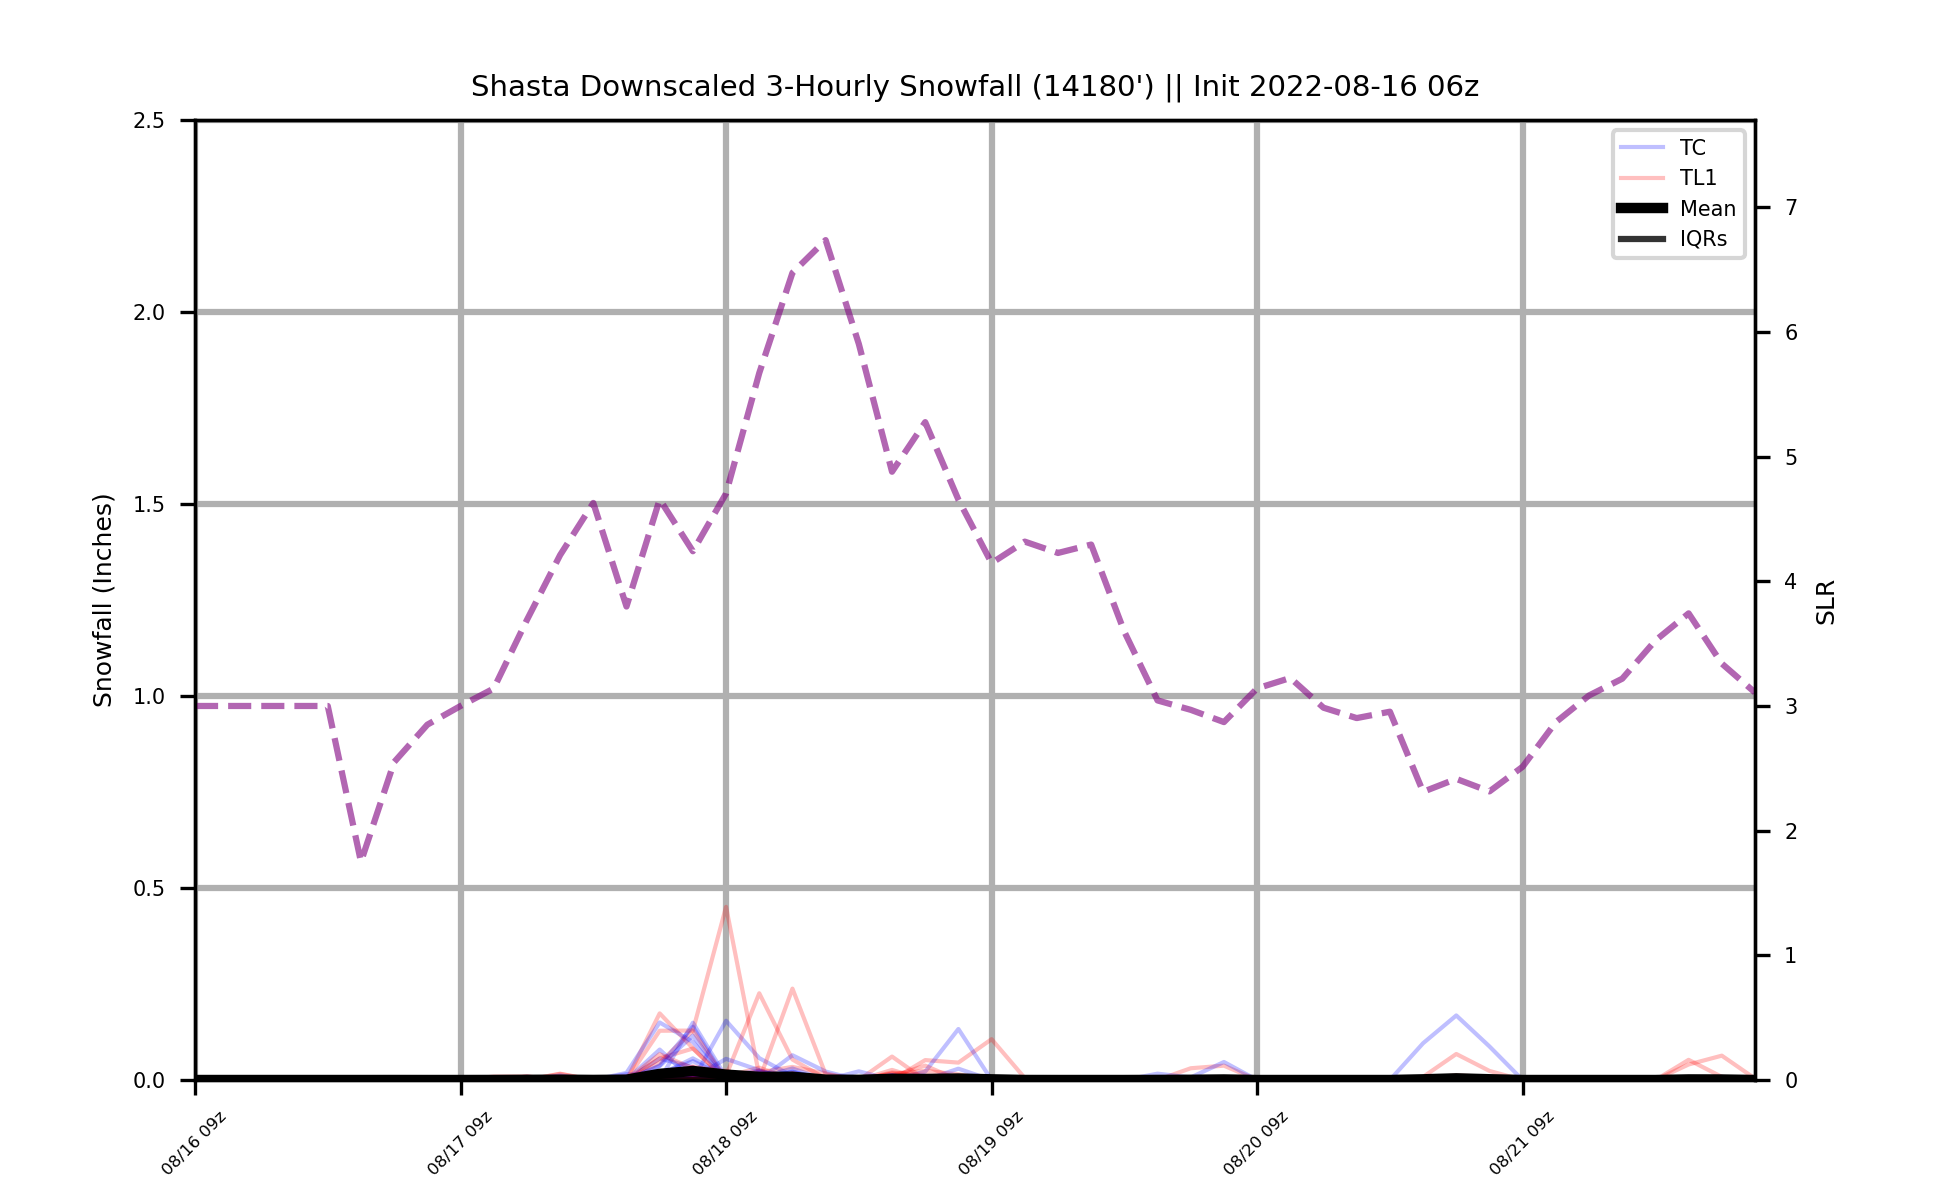 Shasta Downscaled 3-Hourly Snowfall (14180') || Init 2022-08-16 06z
TC
TL1
Mean
IQRs
Snowfall (Inches)
2.5
2.0
1.5
1.0
0.5
0.0
SLR
7
6
5
4
3
2
1
0
08/16 09z
08/17 09z
08/18 09z
08/19 09z
08/20 09z
08/21 09z